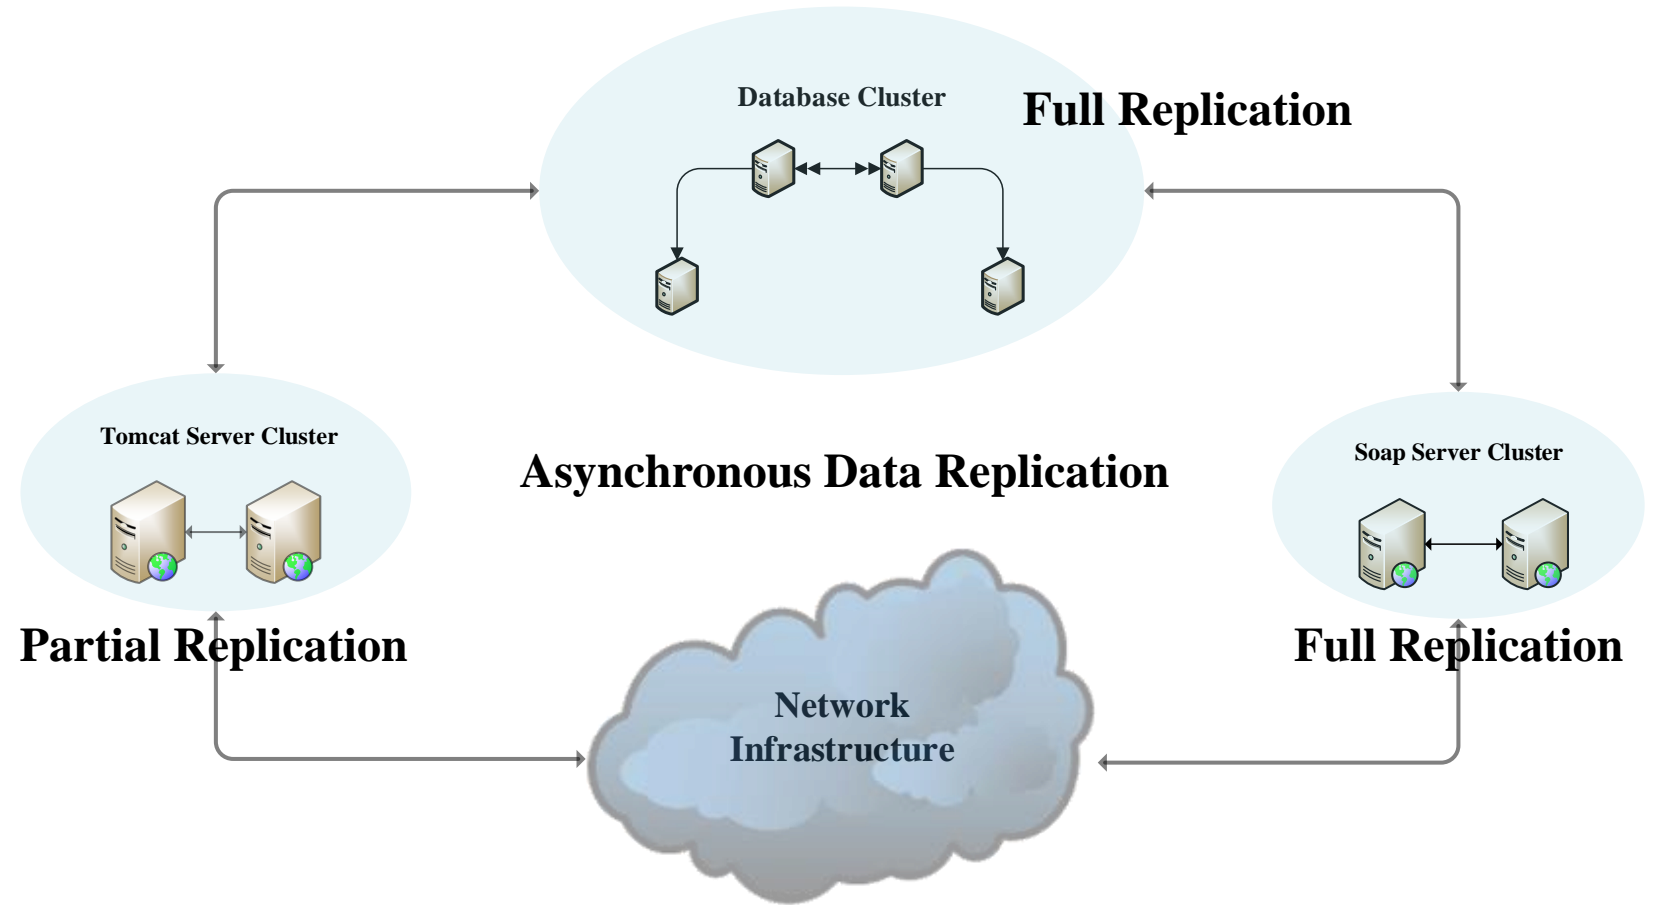 Database Cluster
Full Replication
Tomcat Server Cluster
Soap Server Cluster
Asynchronous Data Replication
Partial Replication
Full Replication
Network
Infrastructure